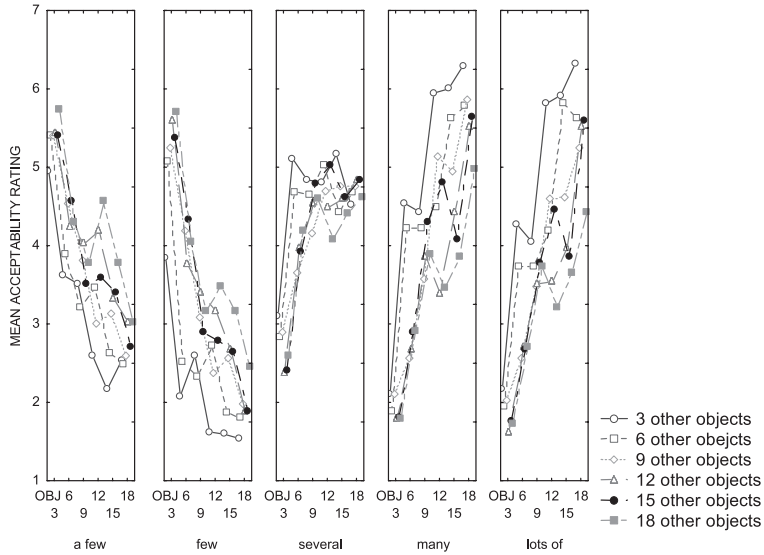 7
6
5
4
3
2
1
MEAN ACCEPTABILITY RATING
OBJ 6 12 18
3 9 15
a few
OBJ 6 12 18
3 9 15
few
OBJ 6 12 18
3 9 15
several
OBJ 6 12 18
3 9 15
many
OBJ 6 12 18
3 9 15
lots of
3 other objects
6 other obejcts
9 other objects
12 other objects
15 other objects
18 other objects